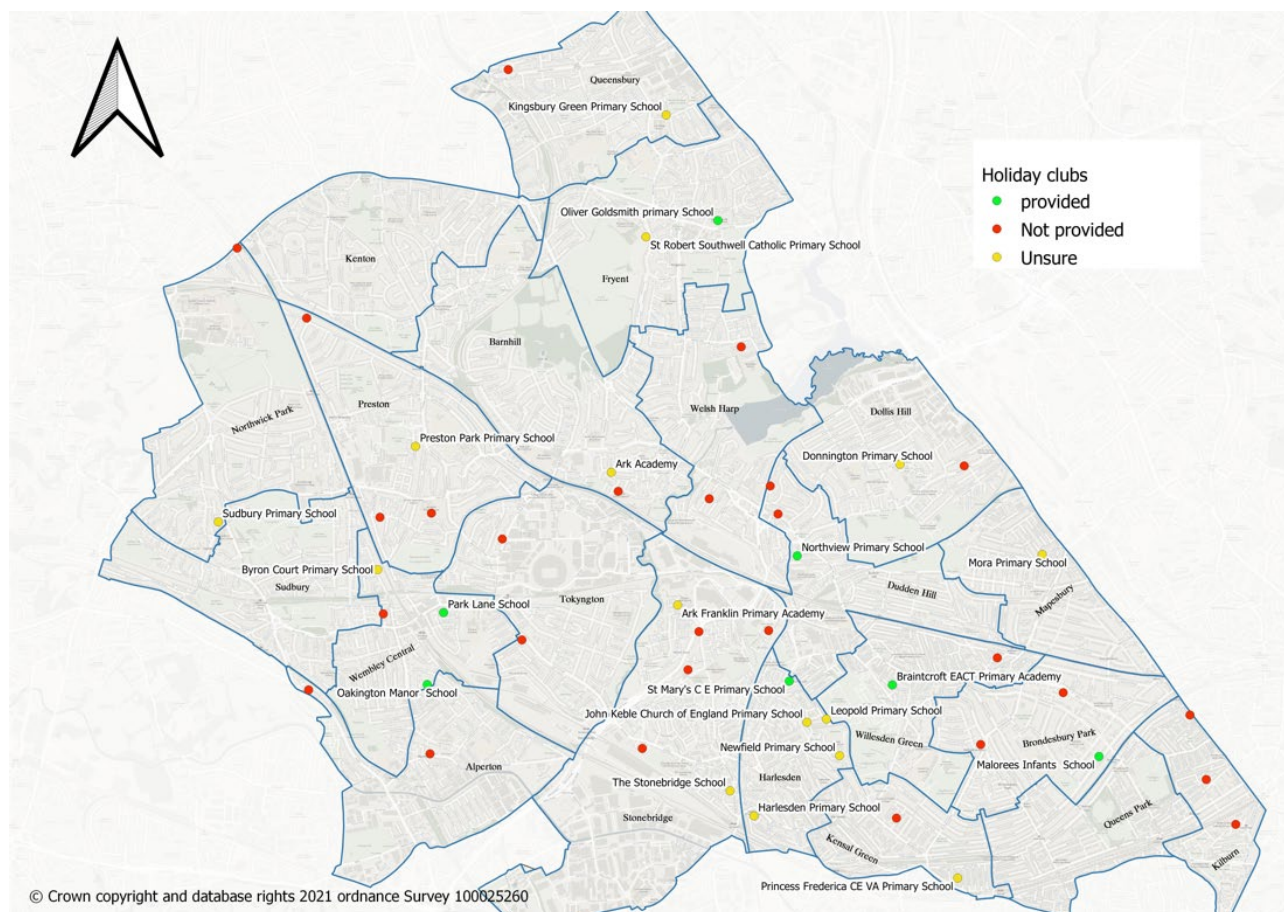 Queensbury
Kingsbury Green Primary School
Holiday clubs
provided
Not provided
Unsure
Oliver Goldsmith primary School
St Robert Southwell Catholic Primary School
Kenton
Fryent
Barnhill
Preston
Welsh Harp
Dollis Hill
Northwick Park
Preston Park Primary School
Ark Academy
Donnington Primary School
Sudbury Primary School
Northview Primary School
Mora Primary School
Byron Court Primary School
Sudbury
Tokyngton
Dudden Hill
Mapesbury
Park Lane School
Ark Franklin Primary Academy
Wembley Central
Braintcroft EACT Primary Academy
Oakington Manor  School
St Mary's C E Primary School
John Keble Church of England Primary School
Leopold Primary School
Willesden Green
Brondesbury Park
Newfield Primary School
Malorees Infants  School
Alperton
Harlesden
The Stonebridge School
Harlesden Primary School
Queens Park
Stonebridge
Kensal Green
Kilburn
Princess Frederica CE VA Primary School
© Crown copyright and database rights 2021 ordnance Survey 100025260